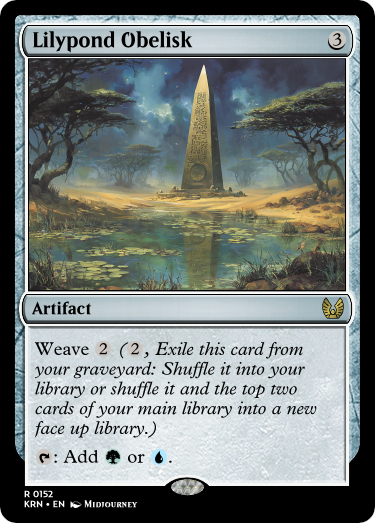 Lilypond Obelisk 3
Artifact
Weave 2 (2, Exile this card from
your graveyard: Shuffle it into your
library or shuffle it and the top two
cards of your main library into a new
face up library.)
: Add or .
R 0152
KRN • EN Midjourney